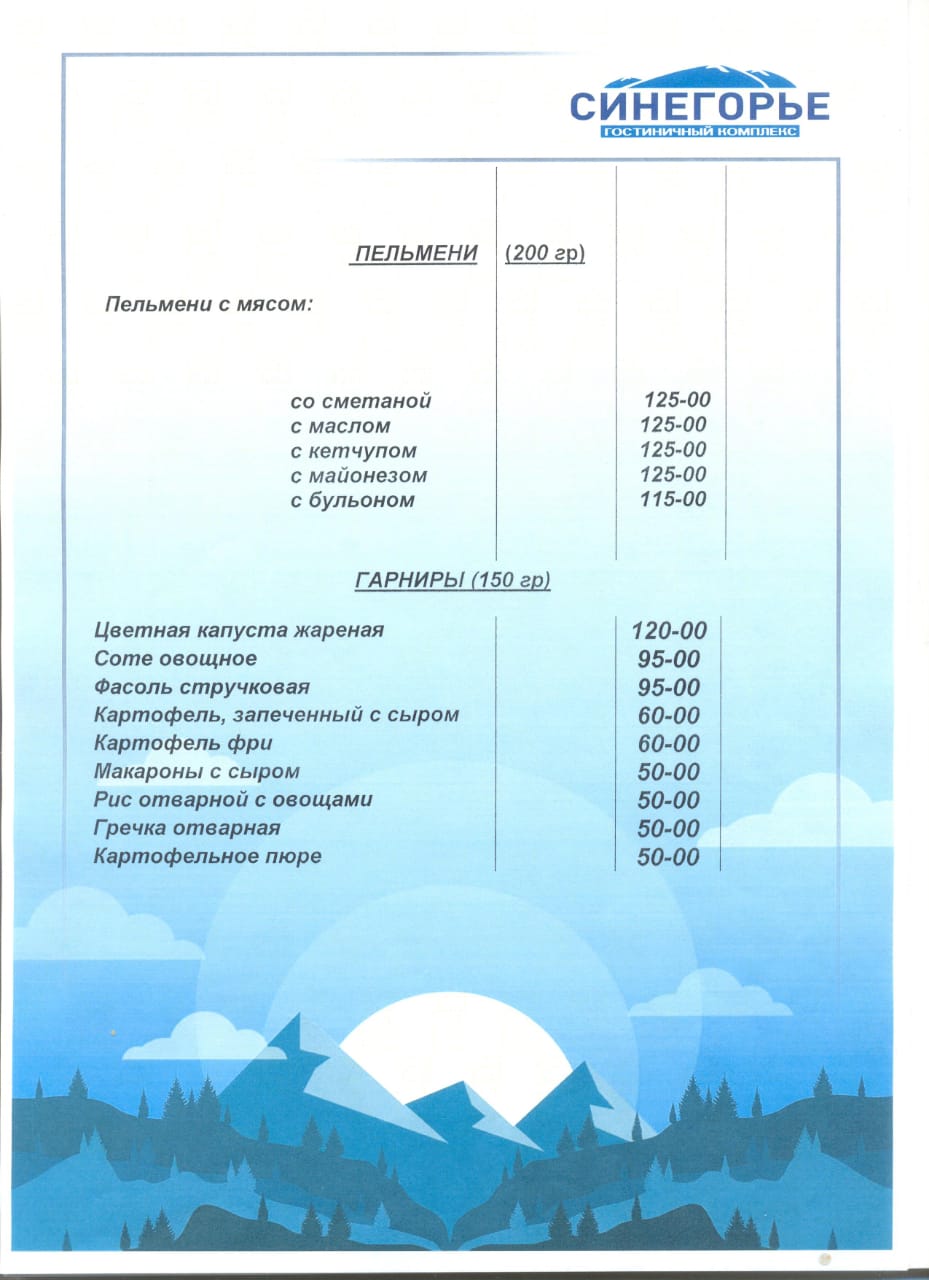 СИНЕГОРЬЕ
ГОСТИНИЧНЫЙ КОМПЛЕКС
ПЕЛЬМЕНИ (200 гр)
Пельмени с мясом:
со сметаной 125-00
с маслом 125-00
с кетчупом 125-00
с майонезом 125-00
с бульоном 115-00
ГАРНИРЫ (150 гр)
Цветная капуста жареная 120-00
Соте овощное 95-00
Фасоль стручковая 95-00
Картофель, запеченный с сыром 60-00
Картофель фри 60-00
Макароны с сыром 50-00
Рис отварной с овощами 50-00
Гречка отварная 50-00
Картофельное пюре 50-00